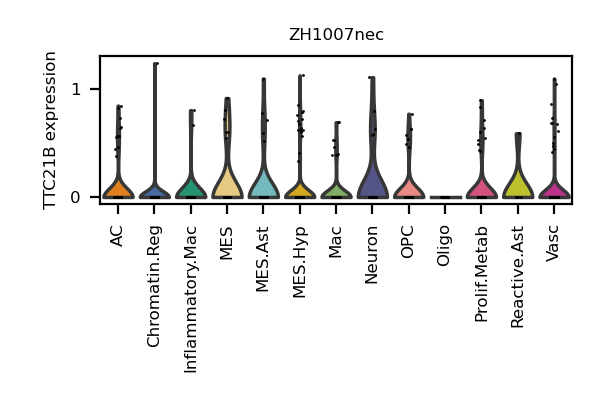 ZH1007nec
TTC21B expression
1
0
AC
Chromatin.Reg
Inflammatory.Mac
MES
MES.Ast
MES.Hyp
Mac
Neuron
OPC
Oligo
Prolif.Metab
Reactive.Ast
Vasc